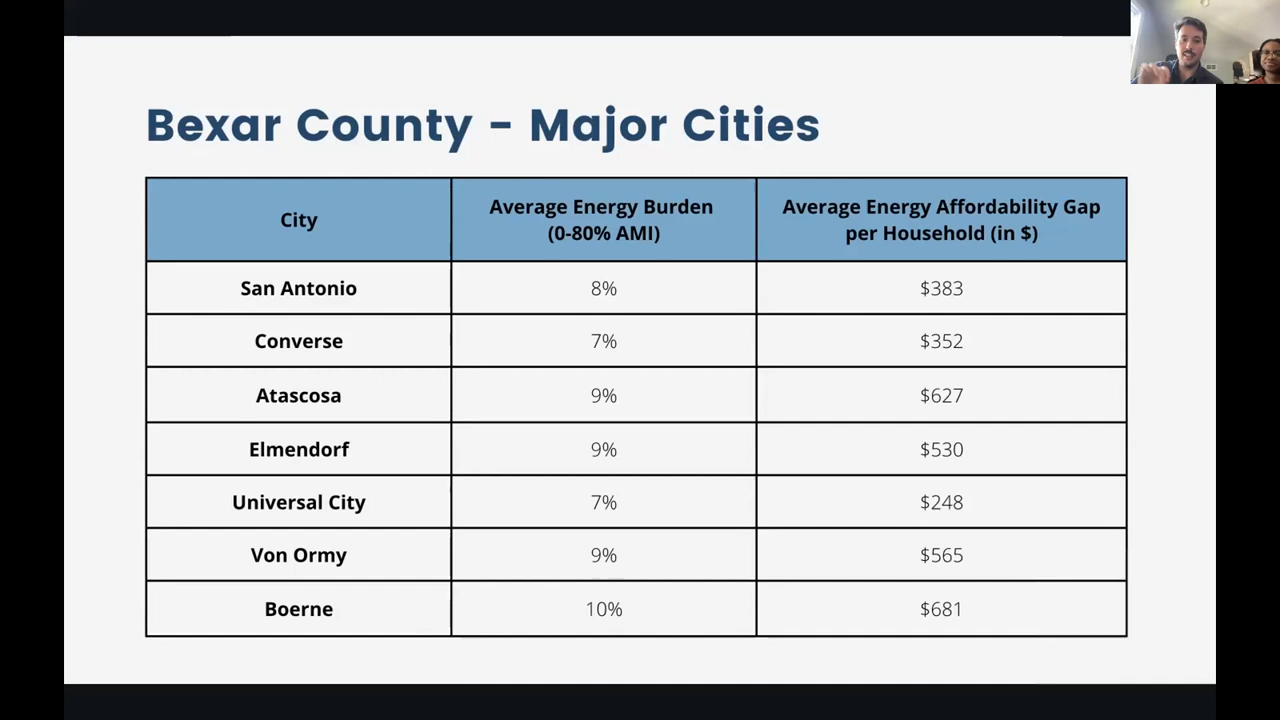 Bexar County - Major Cities
City
Average Energy Burden
(0-80% AMI)
Average Energy Affordability Gap
per Household (in $)
San Antonio 8% $383
Converse 7% $352
Atascosa 9% $627
Elmendorf 9% $530
Universal City 7% $248
Von Ormy 9% $565
Boerne 10% $681